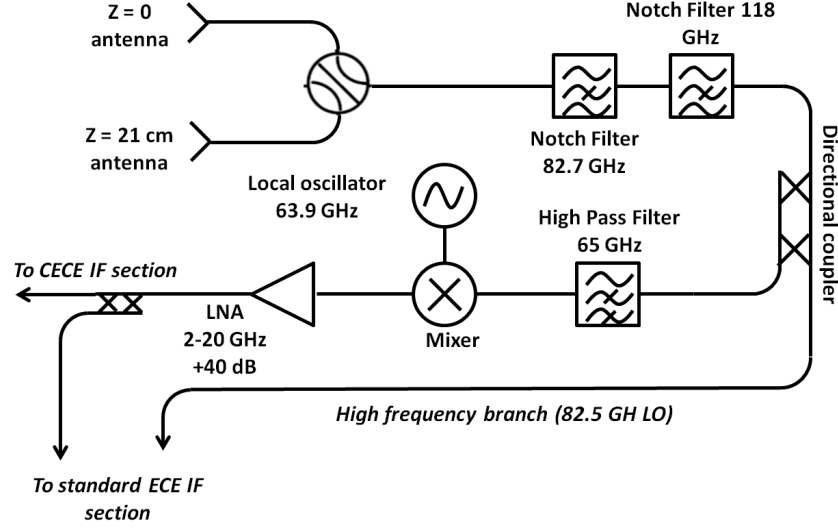 Z = 0
antenna
Notch Filter 118
GHz
Z = 21 cm
antenna
Notch Filter
82.7 GHz
Directional coupler
Local oscillator
63.9 GHz
High Pass Filter
65 GHz
To CECE IF section
LNA
2-20 GHz
+40 dB
Mixer
High frequency branch (82.5 GH LO)
To standard ECE IF
section